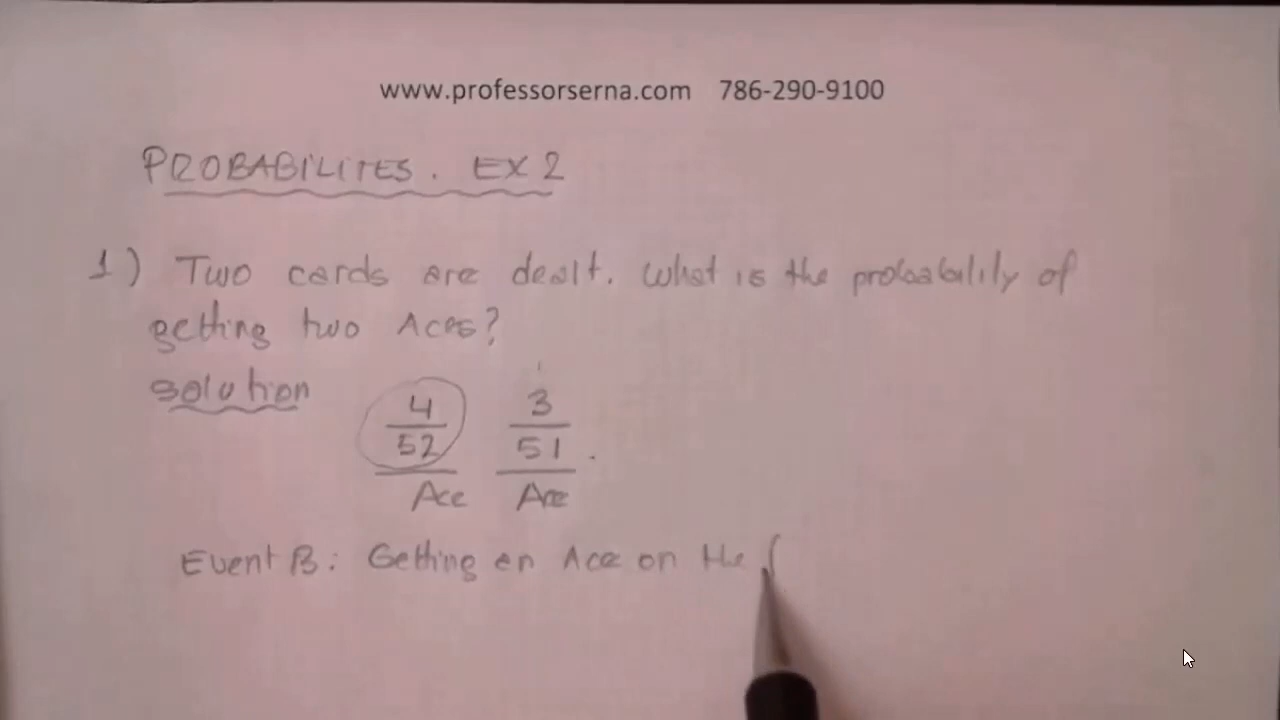 www.professorserna.com 786-290-9100
PROBABILITES. EX 2
1) Two cards are dealt. What is the probability of
getting two Aces?
Solution
4 3
52 51 .
Ace Ace
Event B: Getting an Ace on the f